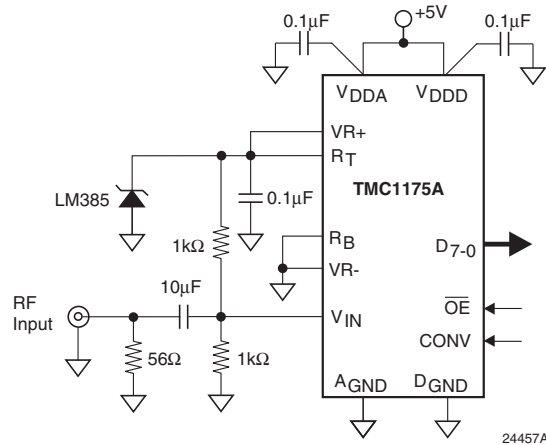 +5V
0.1µF
0.1µF
VDDA
VDDD
VR+
RT
TMC1175A
LM385
0.1µF
1kΩ
RB
VR-
D7-0
10µF
RF
Input
VIN
OE
CONV
56Ω
1kΩ
AGND
DGND
24457A